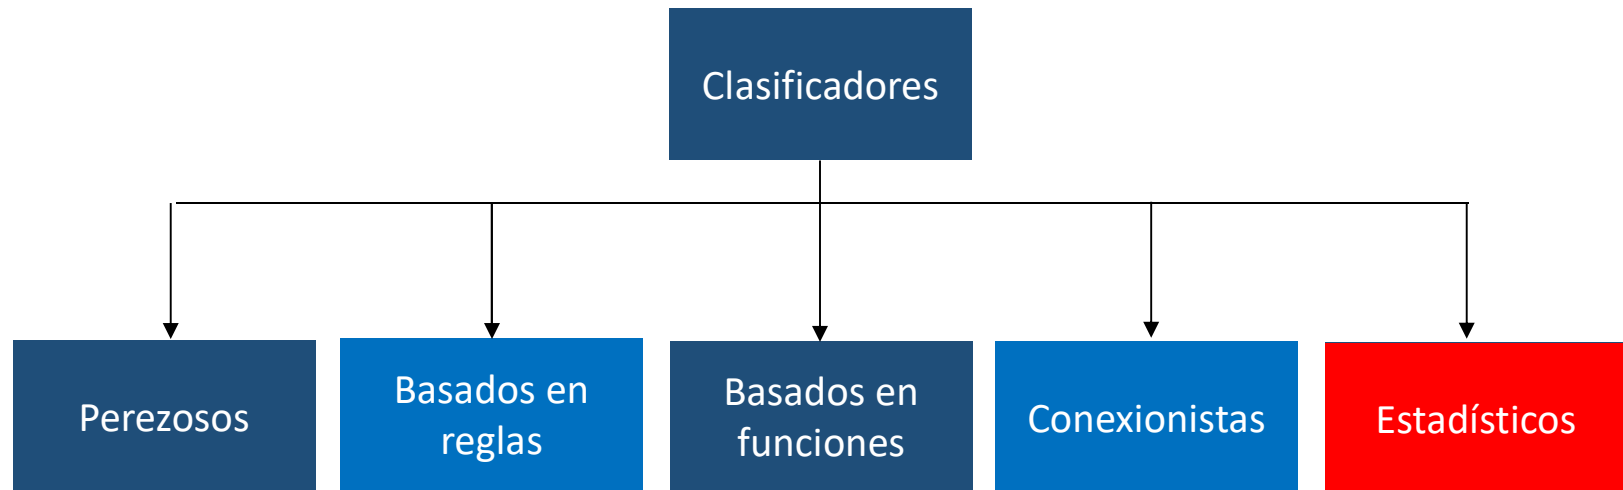 Clasificadores
Perezosos
Basados en
reglas
Basados en
funciones
Conexionistas
Estadísticos